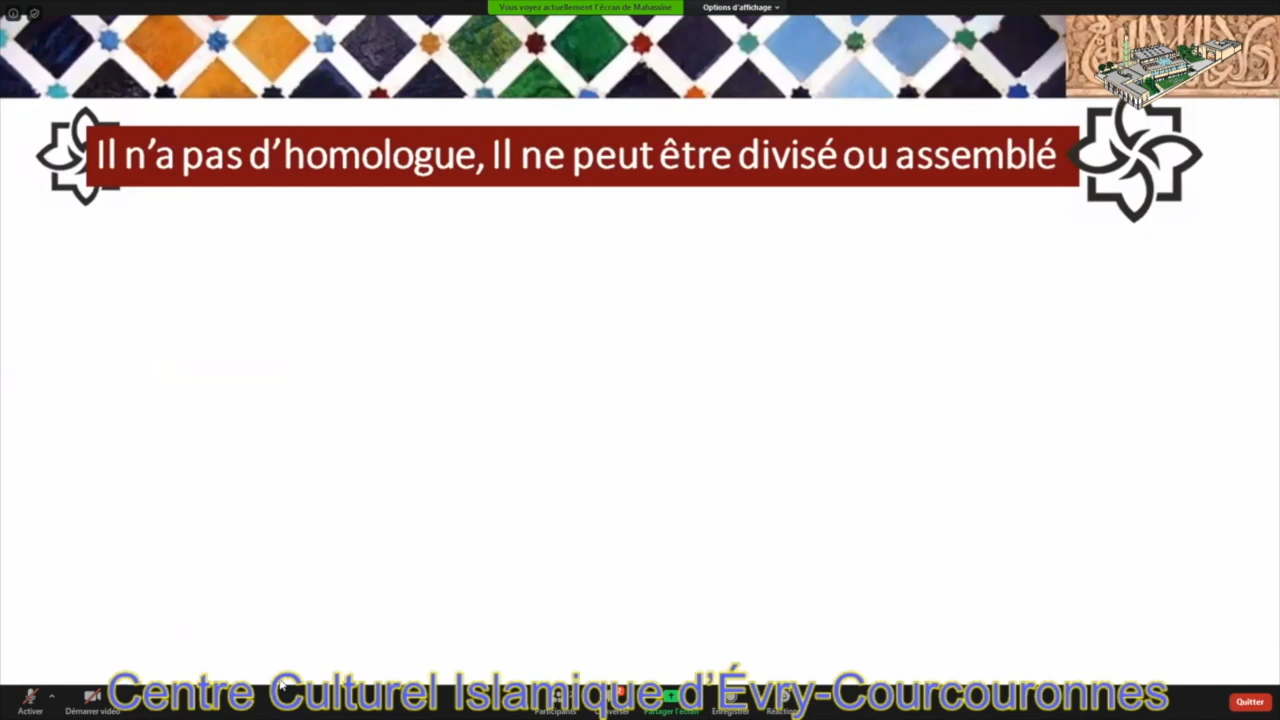 Vous voyez actuellement l'écran de Mahassine
Options d'affichage
Il n'a pas d'homologue, Il ne peut être divisé ou assemblé
Centre Culturel Islamique d'Évry-Courcouronnes
Activer
Démarrer vidéo
Participants
Converser
Partager l'écran
Enregistrer
Réactions
Quitter